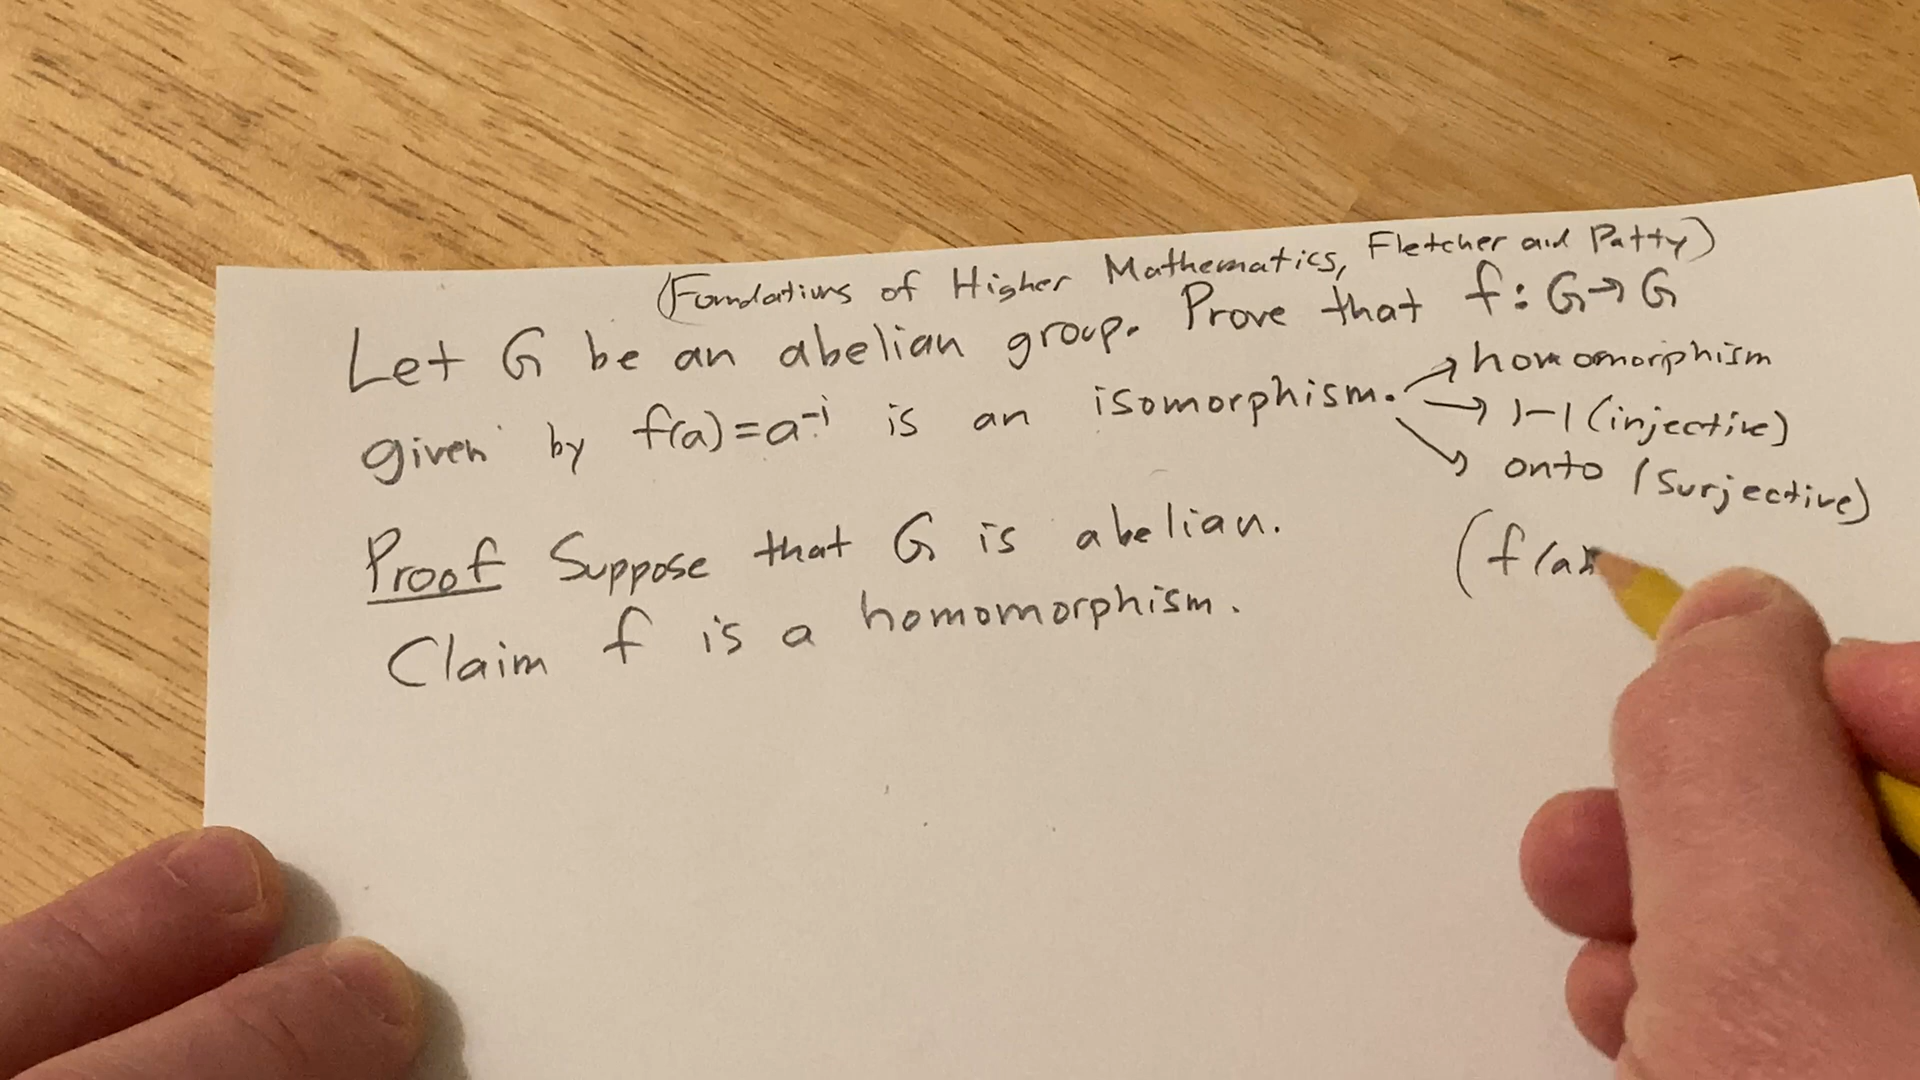 (Foundations of Higher Mathematics, Fletcher and Patty)
Let G be an abelian group. Prove that f: G→G
given by f(a)=a⁻¹ is an isomorphism. → homomorphism
→ 1-1 (injective)
→ onto (surjective)
Proof Suppose that G is abelian.
(f(a
Claim f is a homomorphism.